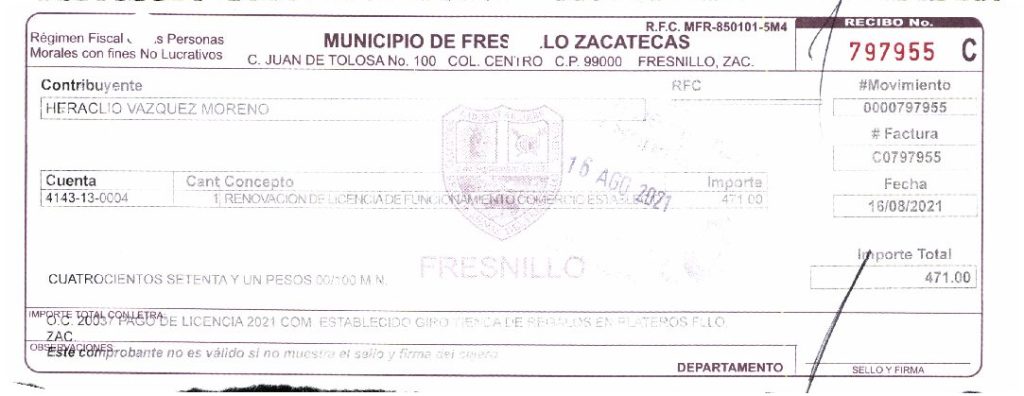 Régimen Fiscal s Personas
Morales con fines No Lucrativos
MUNICIPIO DE FRES LO ZACATECAS
R.F.C. MFR-850101-5M4
C. JUAN DE TOLOSA No. 100 COL. CENTRO C.P. 99000 FRESNILLO, ZAC.
RECIBO No.
797955 C
Contribuyente RFC
HERACLIO VAZQUEZ MORENO
#Movimiento
0000797955
# Factura
C0797955
Fecha
16/08/2021
16 AGO 2021
Cuenta Cant Concepto Importe
4143-13-0004 1 RENOVACION DE LICENCIA DE FUNCIONAMIENTO COMERCIO 471.00
FRESNILLO
Importe Total
471.00
CUATROCIENTOS SETENTA Y UN PESOS 00/100 M.N.
IMPORTE TOTAL CON LETRA
O.C. PAGO DE LICENCIA 2021 COM ESTABLECIDO GIRO TIENDA DE REGALOS EN PLATEROS FLLO.
ZAC.
OBSERVACIONES
Este comprobante no es válido si no muestra el sello y firma del cajero
DEPARTAMENTO
SELLO Y FIRMA